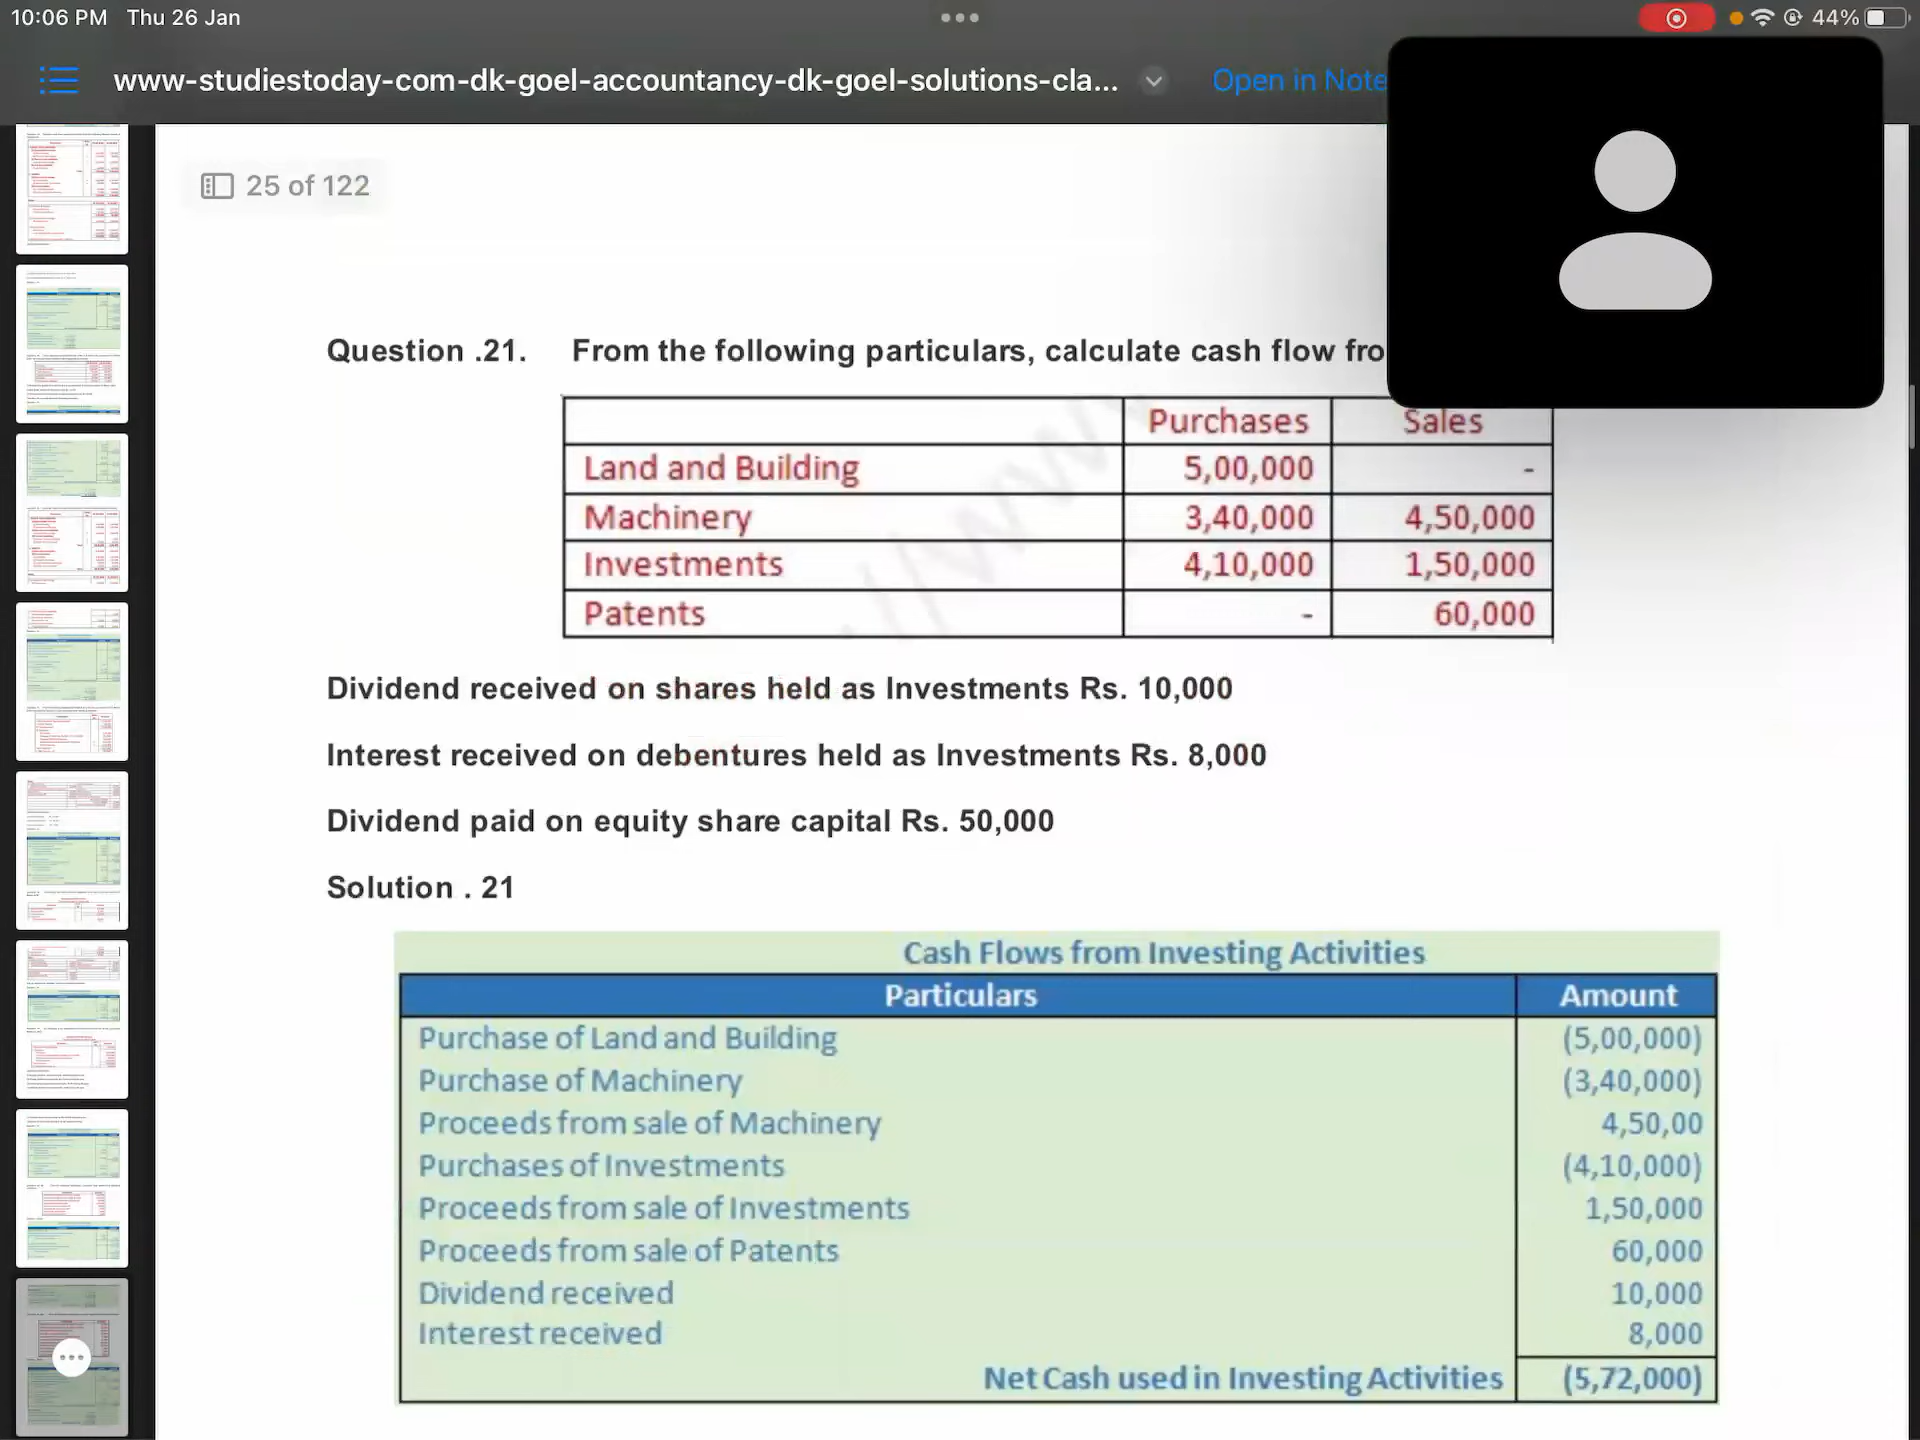 10:06 PM Thu 26 Jan
44%
www-studiestoday-com-dk-goel-accountancy-dk-goel-solutions-cla...
Open in Note
25 of 122
Question .21. From the following particulars, calculate cash flow fro
Purchases Sales
Land and Building 5,00,000 -
Machinery 3,40,000 4,50,000
Investments 4,10,000 1,50,000
Patents - 60,000
Dividend received on shares held as Investments Rs. 10,000
Interest received on debentures held as Investments Rs. 8,000
Dividend paid on equity share capital Rs. 50,000
Solution . 21
Cash Flows from Investing Activities
Particulars Amount
Purchase of Land and Building (5,00,000)
Purchase of Machinery (3,40,000)
Proceeds from sale of Machinery 4,50,00
Purchases of Investments (4,10,000)
Proceeds from sale of Investments 1,50,000
Proceeds from sale of Patents 60,000
Dividend received 10,000
Interest received 8,000
Net Cash used in Investing Activities (5,72,000)